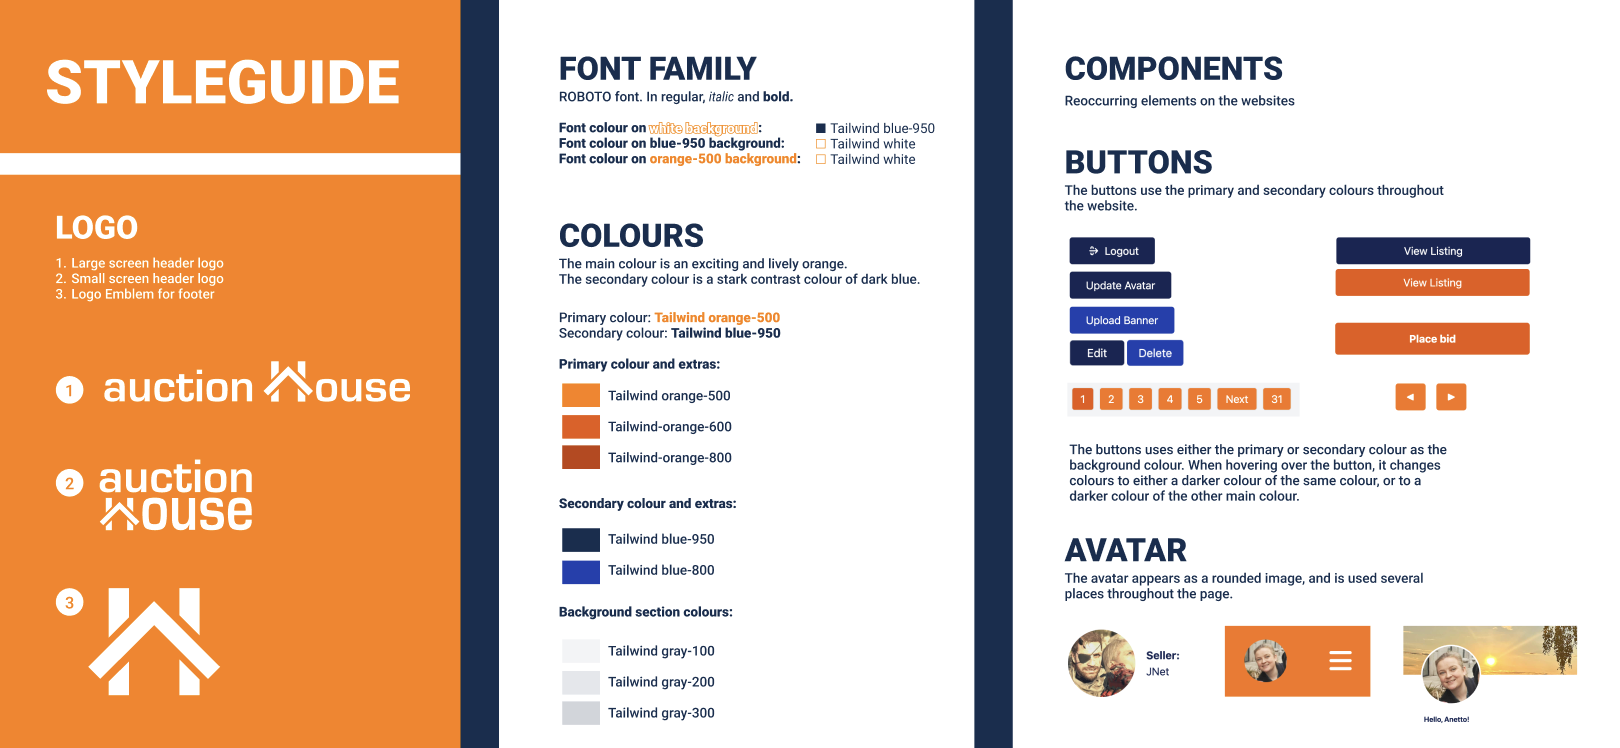 STYLEGUIDE
LOGO
1. Large screen header logo
2. Small screen header logo
3. Logo Emblem for footer
1 auction House
2 auction
House
3
FONT FAMILY
ROBOTO font. In regular, italic and bold.
Font colour on white background: Tailwind blue-950
Font colour on blue-950 background: Tailwind white
Font colour on orange-500 background: Tailwind white
COLOURS
The main colour is an exciting and lively orange.
The secondary colour is a stark contrast colour of dark blue.
Primary colour: Tailwind orange-500
Secondary colour: Tailwind blue-950
Primary colour and extras:
Tailwind orange-500
Tailwind-orange-600
Tailwind-orange-800
Secondary colour and extras:
Tailwind blue-950
Tailwind blue-800
Background section colours:
Tailwind gray-100
Tailwind gray-200
Tailwind gray-300
COMPONENTS
Reoccurring elements on the websites
BUTTONS
The buttons use the primary and secondary colours throughout
the website.
Logout
Update Avatar
Upload Banner
Edit Delete
View Listing
View Listing
Place bid
1 2 3 4 5 Next 31
The buttons uses either the primary or secondary colour as the
background colour. When hovering over the button, it changes
colours to either a darker colour of the same colour, or to a
darker colour of the other main colour.
AVATAR
The avatar appears as a rounded image, and is used several
places throughout the page.
Seller:
JNet
Hello, Anetto!